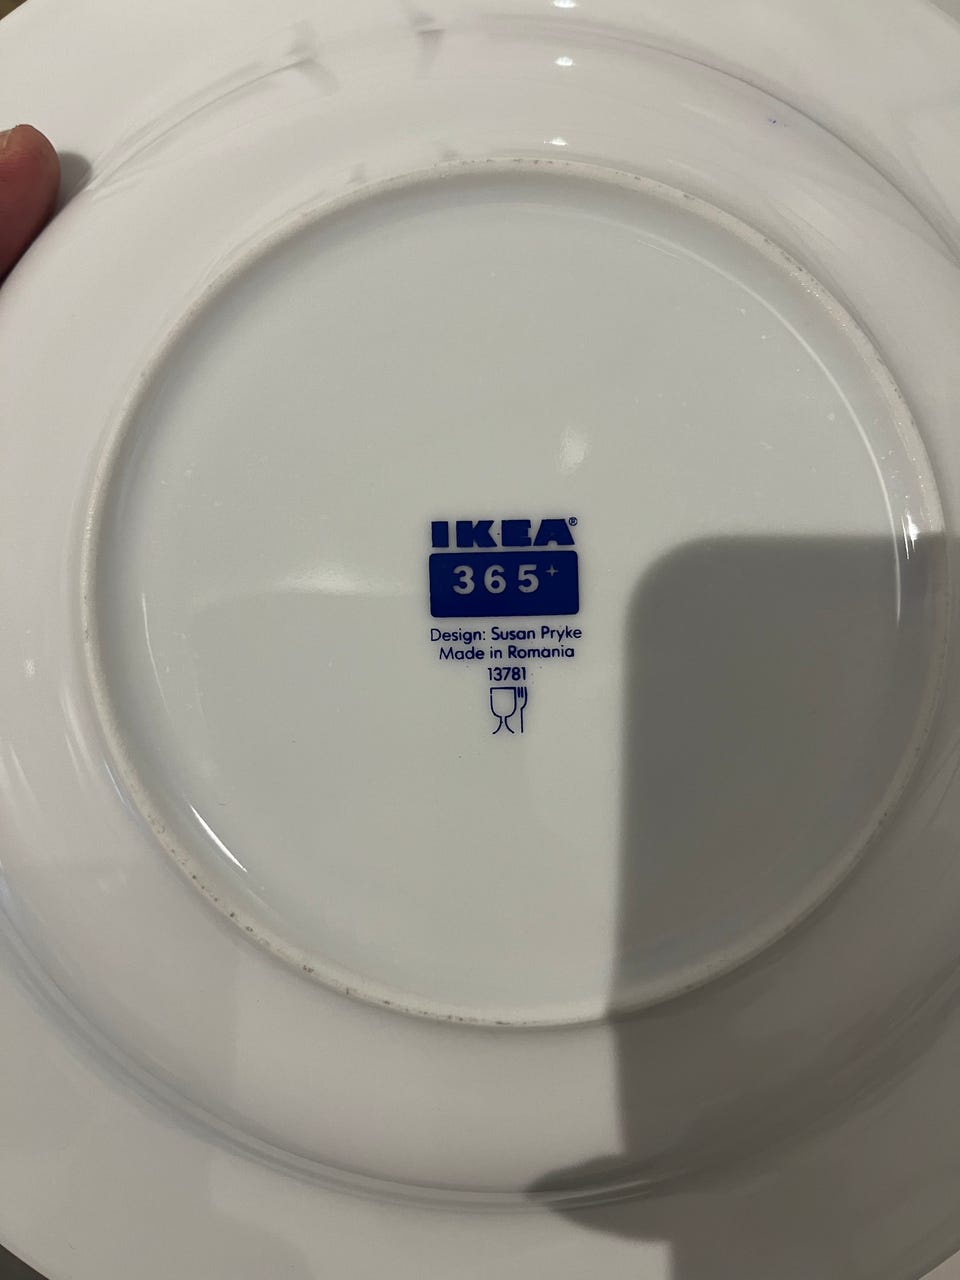 IKEA®
365+
Design: Susan Pryke
Made in Romania
13781